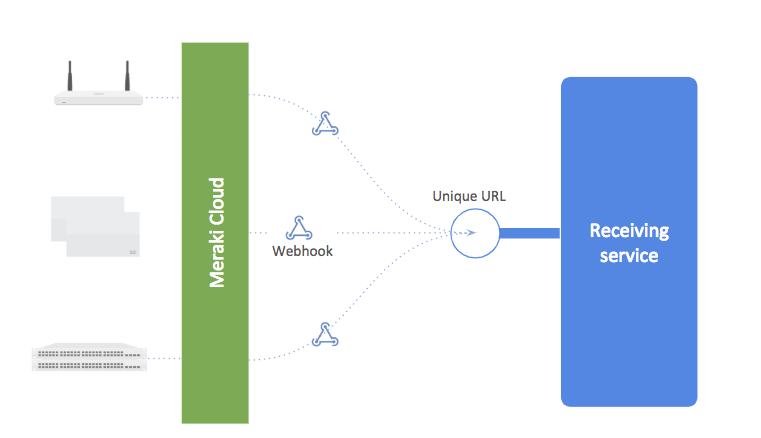 Meraki Cloud
Webhook
Unique URL
Receiving
service